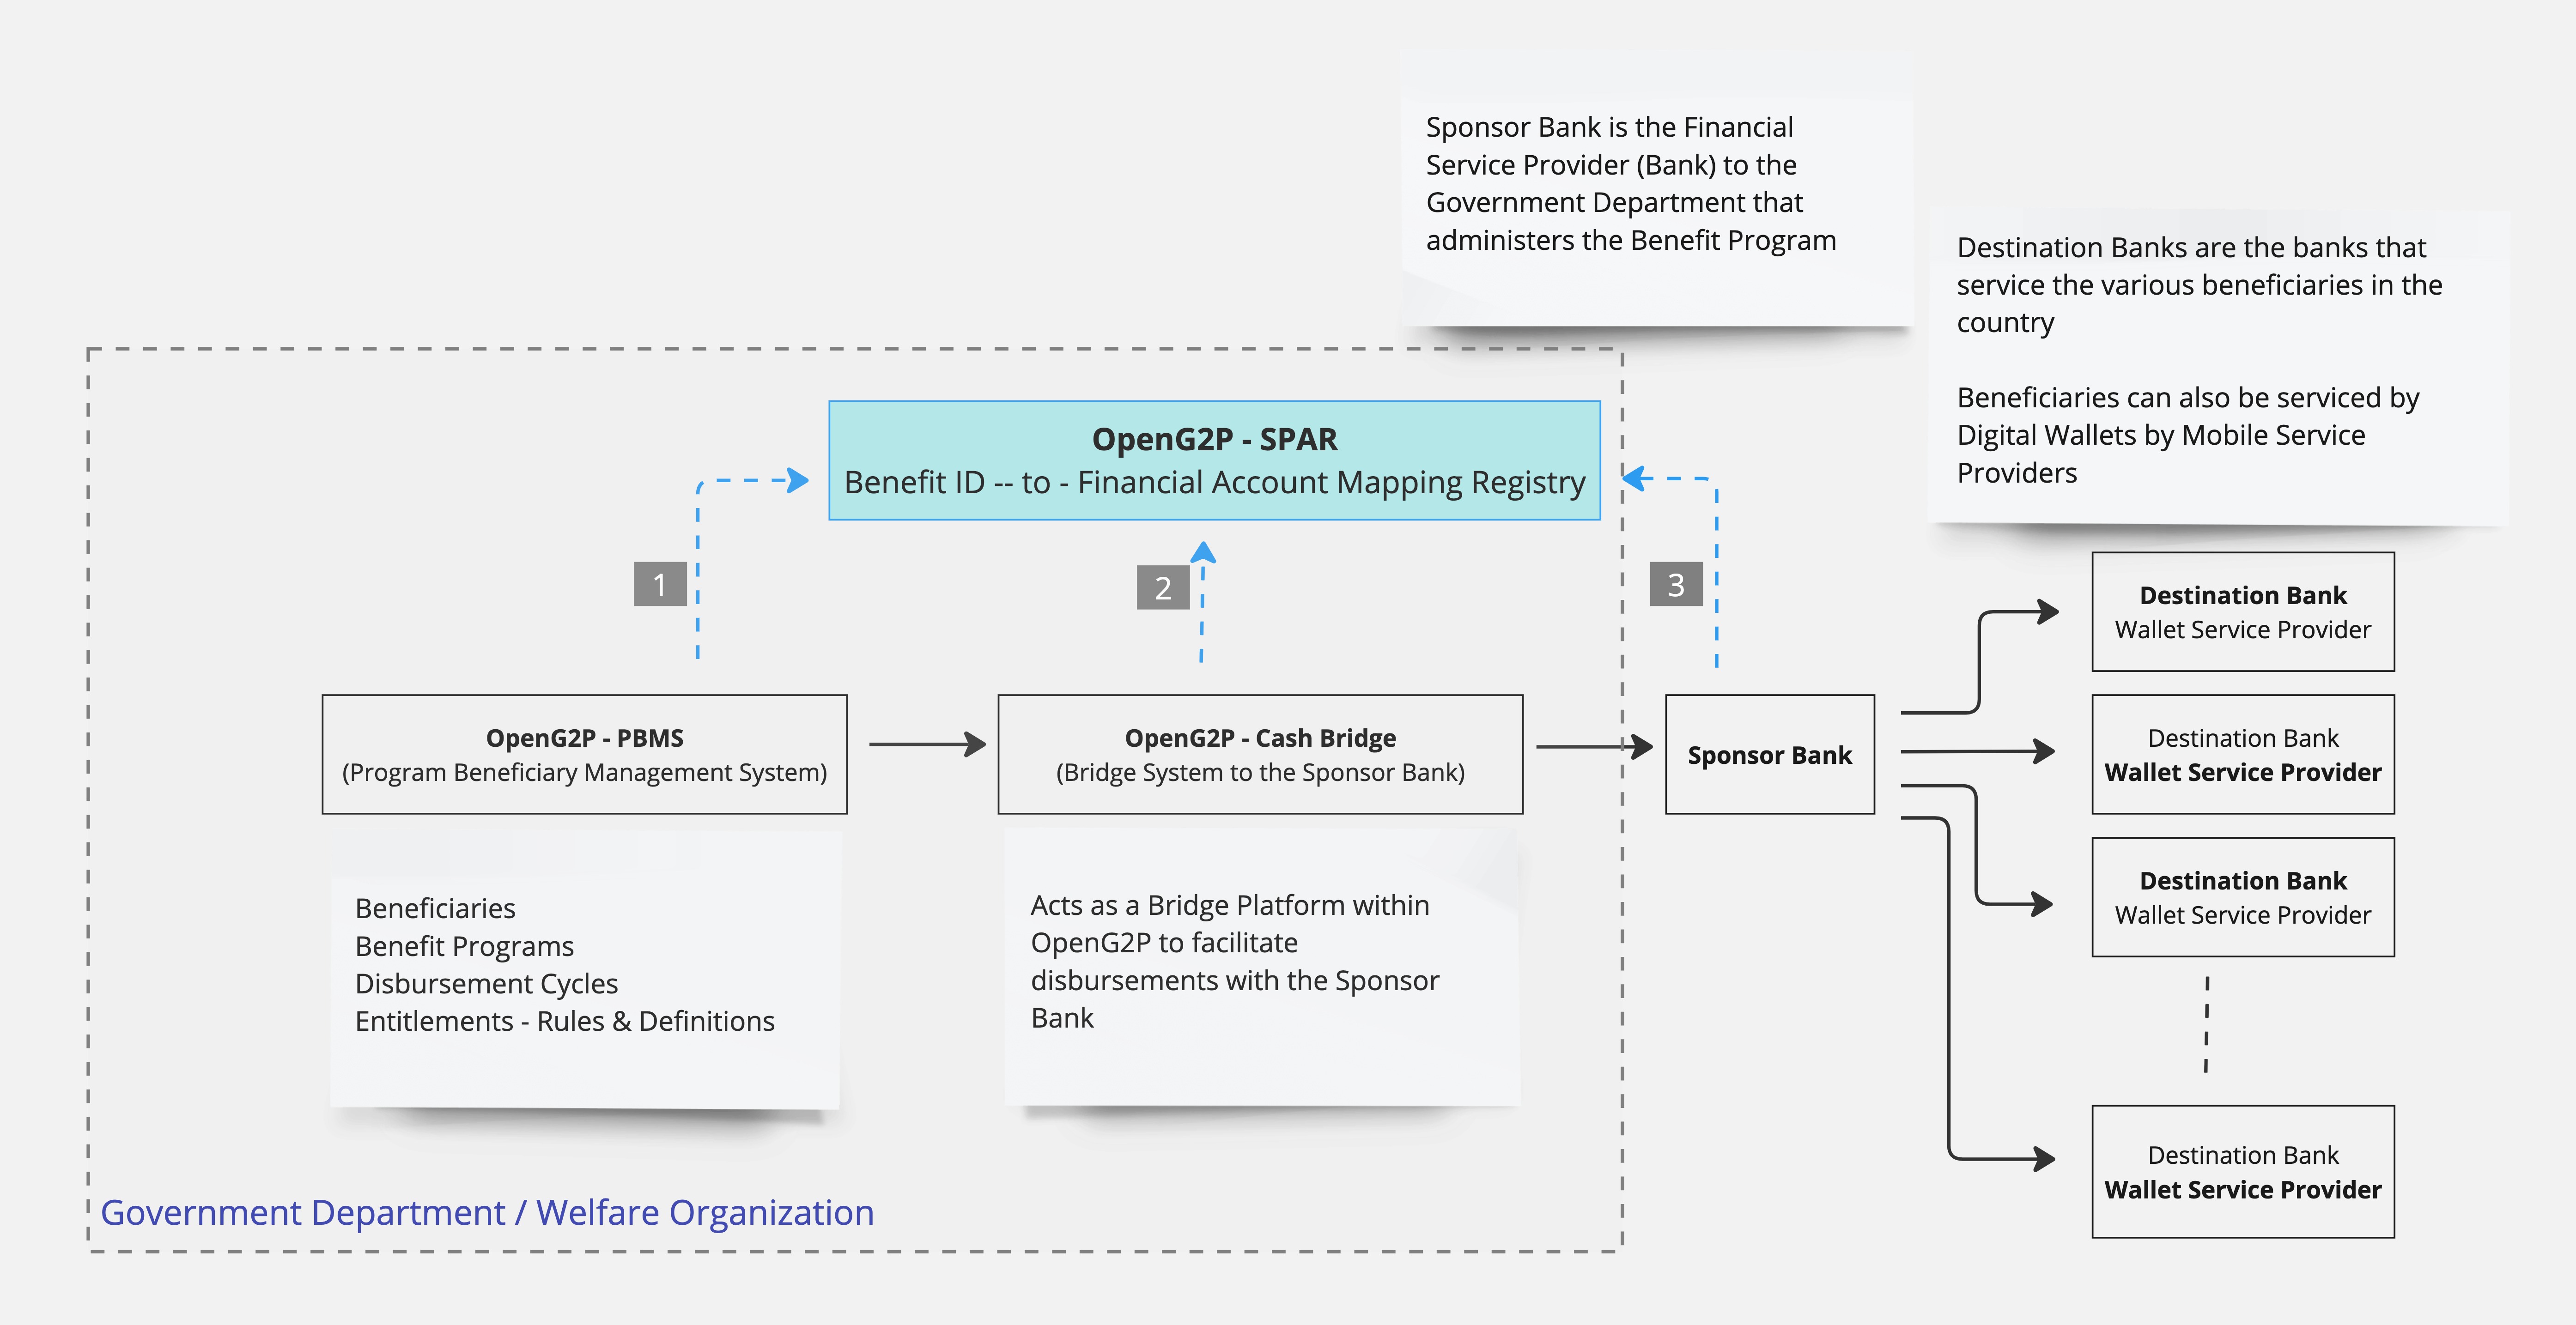 Sponsor Bank is the Financial
Service Provider (Bank) to the
Government Department that
administers the Benefit Program
Destination Banks are the banks that
service the various beneficiaries in the
country
Beneficiaries can also be serviced by
Digital Wallets by Mobile Service
Providers
OpenG2P - SPAR
Benefit ID -- to - Financial Account Mapping Registry
1
2
3
OpenG2P - PBMS
(Program Beneficiary Management System)
OpenG2P - Cash Bridge
(Bridge System to the Sponsor Bank)
Sponsor Bank
Destination Bank
Wallet Service Provider
Destination Bank
Wallet Service Provider
Destination Bank
Wallet Service Provider
Destination Bank
Wallet Service Provider
Beneficiaries
Benefit Programs
Disbursement Cycles
Entitlements - Rules & Definitions
Acts as a Bridge Platform within
OpenG2P to facilitate
disbursements with the Sponsor
Bank
Government Department / Welfare Organization